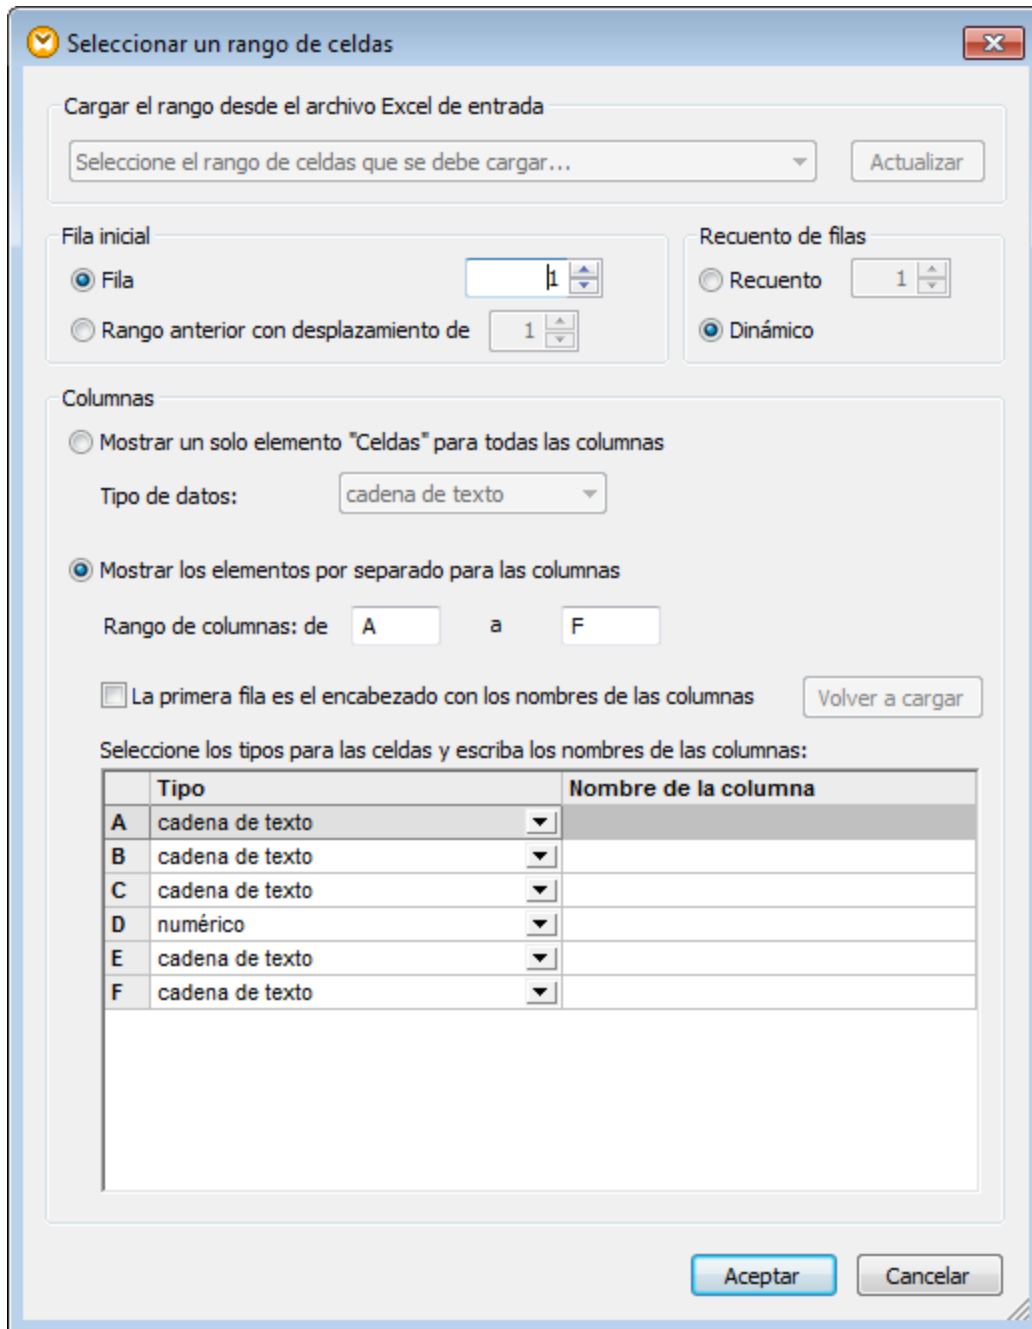 Seleccionar un rango de celdas
Cargar el rango desde el archivo Excel de entrada
Seleccione el rango de celdas que se debe cargar... Actualizar
Fila inicial Recuento de filas
Fila 1 Recuento 1
Rango anterior con desplazamiento de 1 Dinámico
Columnas
Mostrar un solo elemento "Celdas" para todas las columnas
Tipo de datos: cadena de texto
Mostrar los elementos por separado para las columnas
Rango de columnas: de A a F
La primera fila es el encabezado con los nombres de las columnas Volver a cargar
Seleccione los tipos para las celdas y escriba los nombres de las columnas:
Tipo Nombre de la columna
A cadena de texto
B cadena de texto
C cadena de texto
D numérico
E cadena de texto
F cadena de texto
Aceptar Cancelar